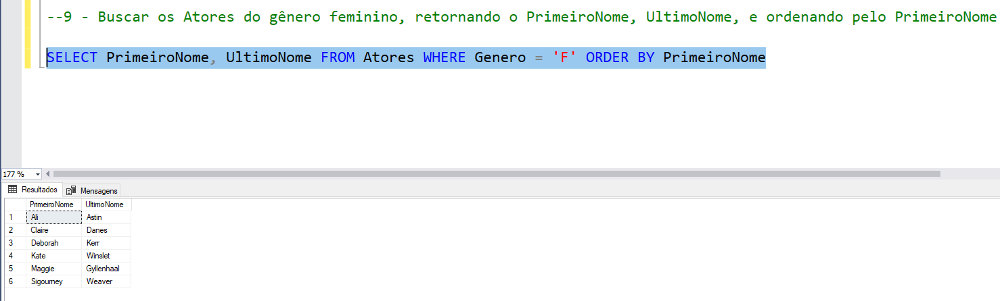 --9 - Buscar os Atores do gênero feminino, retornando o PrimeiroNome, UltimoNome, e ordenando pelo PrimeiroNome
SELECT PrimeiroNome, UltimoNome FROM Atores WHERE Genero = 'F' ORDER BY PrimeiroNome
177 %
Resultados Mensagens
PrimeiroNome UltimoNome
1 Ali Astin
2 Claire Danes
3 Deborah Kerr
4 Kate Winslet
5 Maggie Gyllenhaal
6 Sigourney Weaver